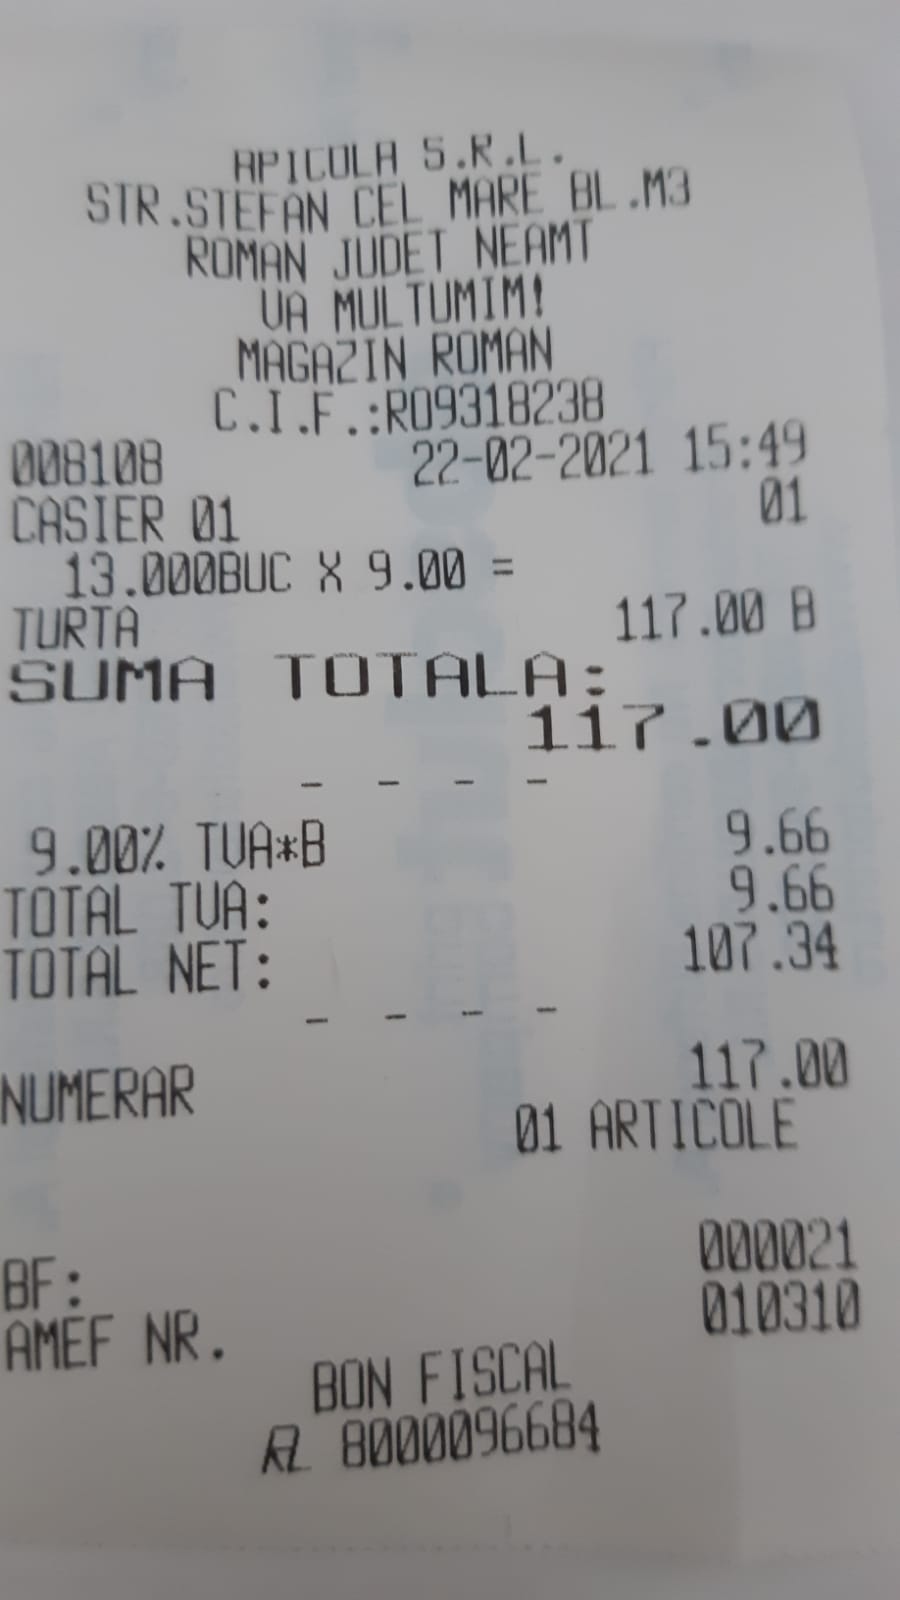 APICOLA S.R.L.
STR.STEFAN CEL MARE BL.M3
ROMAN JUDET NEAMT
VA MULTUMIM!
MAGAZIN ROMAN
C.I.F.:RO9318238
008108 22-02-2021 15:49
CASIER 01 01
13.000BUC X 9.00 =
TURTA 117.00 B
SUMA TOTALA:
117.00
- - - -
9.00% TVA*B 9.66
TOTAL TVA: 9.66
TOTAL NET: 107.34
- - - -
NUMERAR 117.00
01 ARTICOLE
BF: 000021
AMEF NR. 010310
BON FISCAL
8000096684